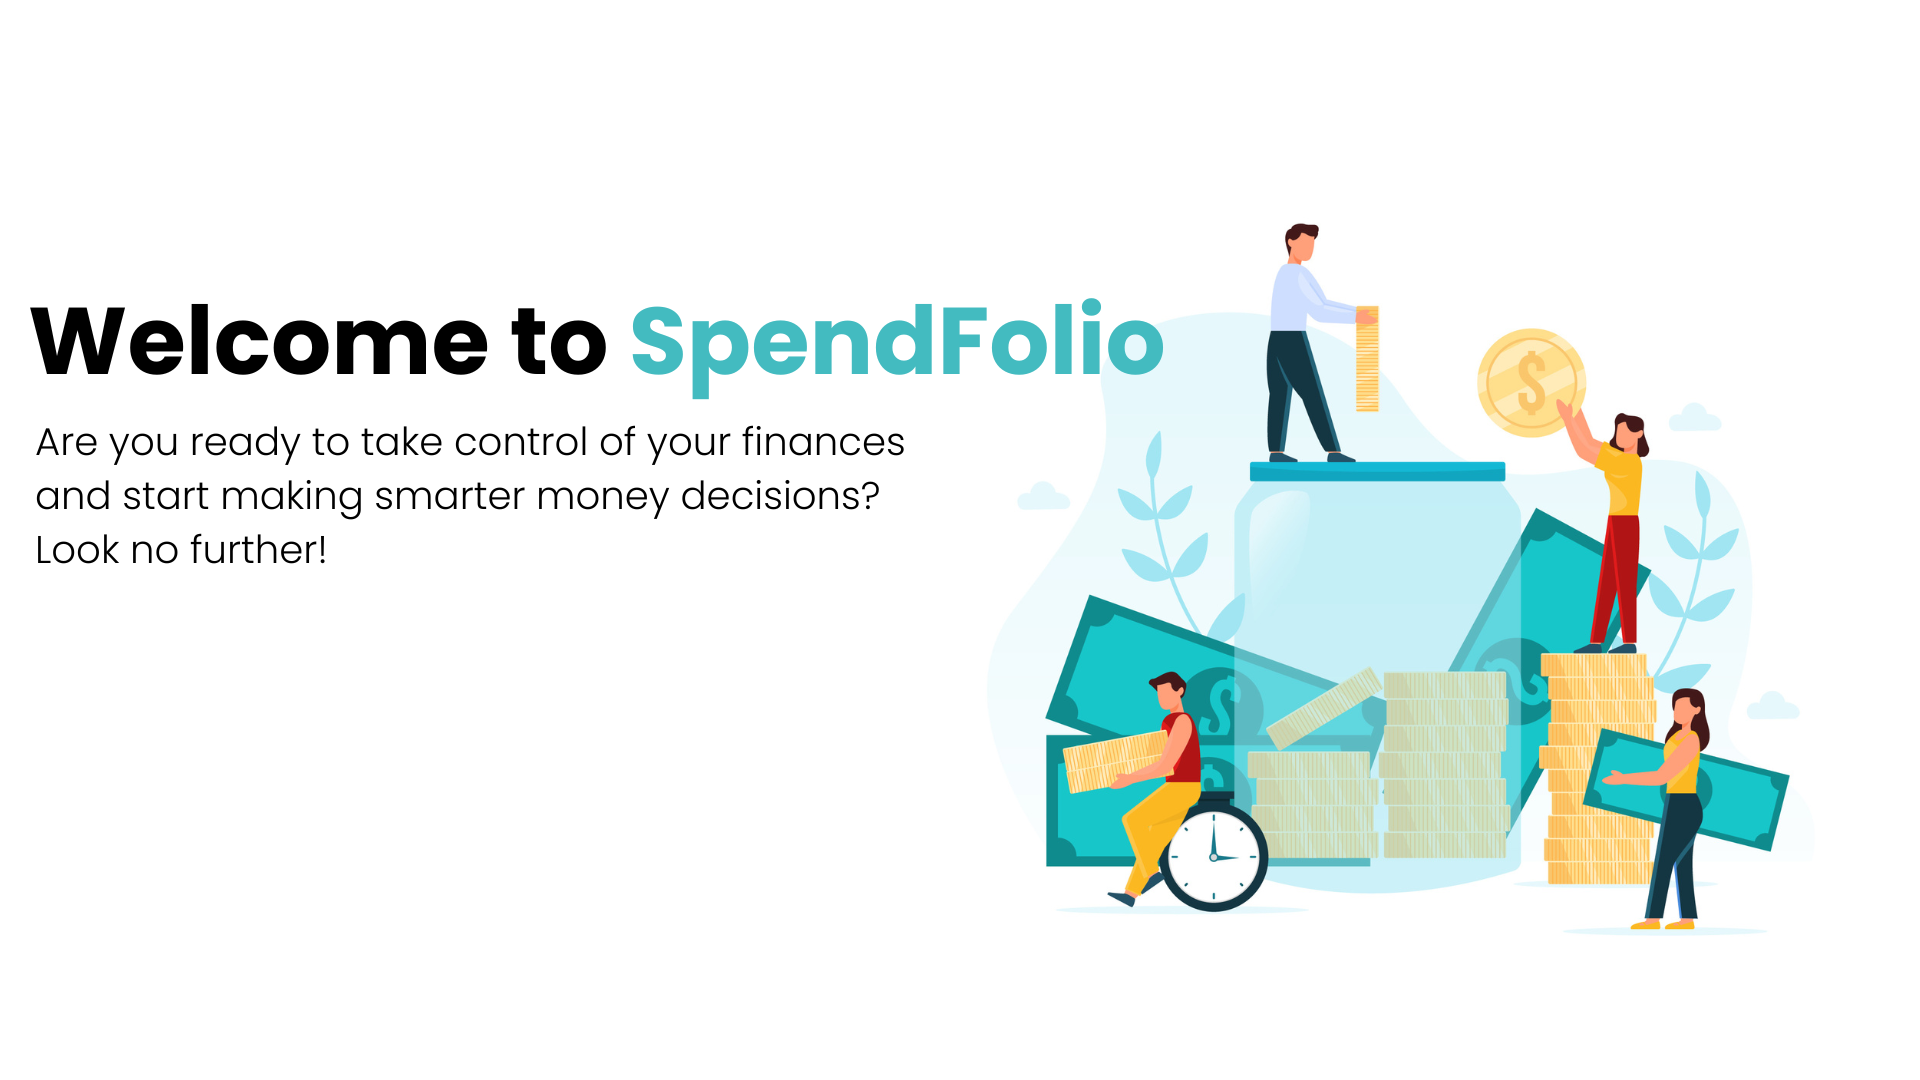 Welcome to SpendFolio
Are you ready to take control of your finances
and start making smarter money decisions?
Look no further!
$
$
$
$